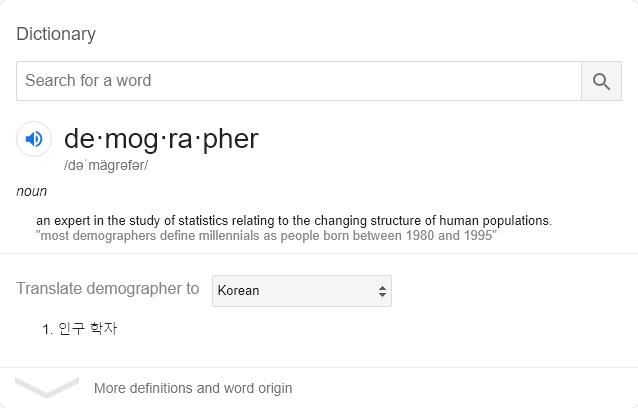 Dictionary
Search for a word
de·mog·ra·pher
/dəˈmäɡrəfər/
noun
an expert in the study of statistics relating to the changing structure of human populations.
"most demographers define millennials as people born between 1980 and 1995"
Translate demographer to Korean
1. 인구 학자
More definitions and word origin